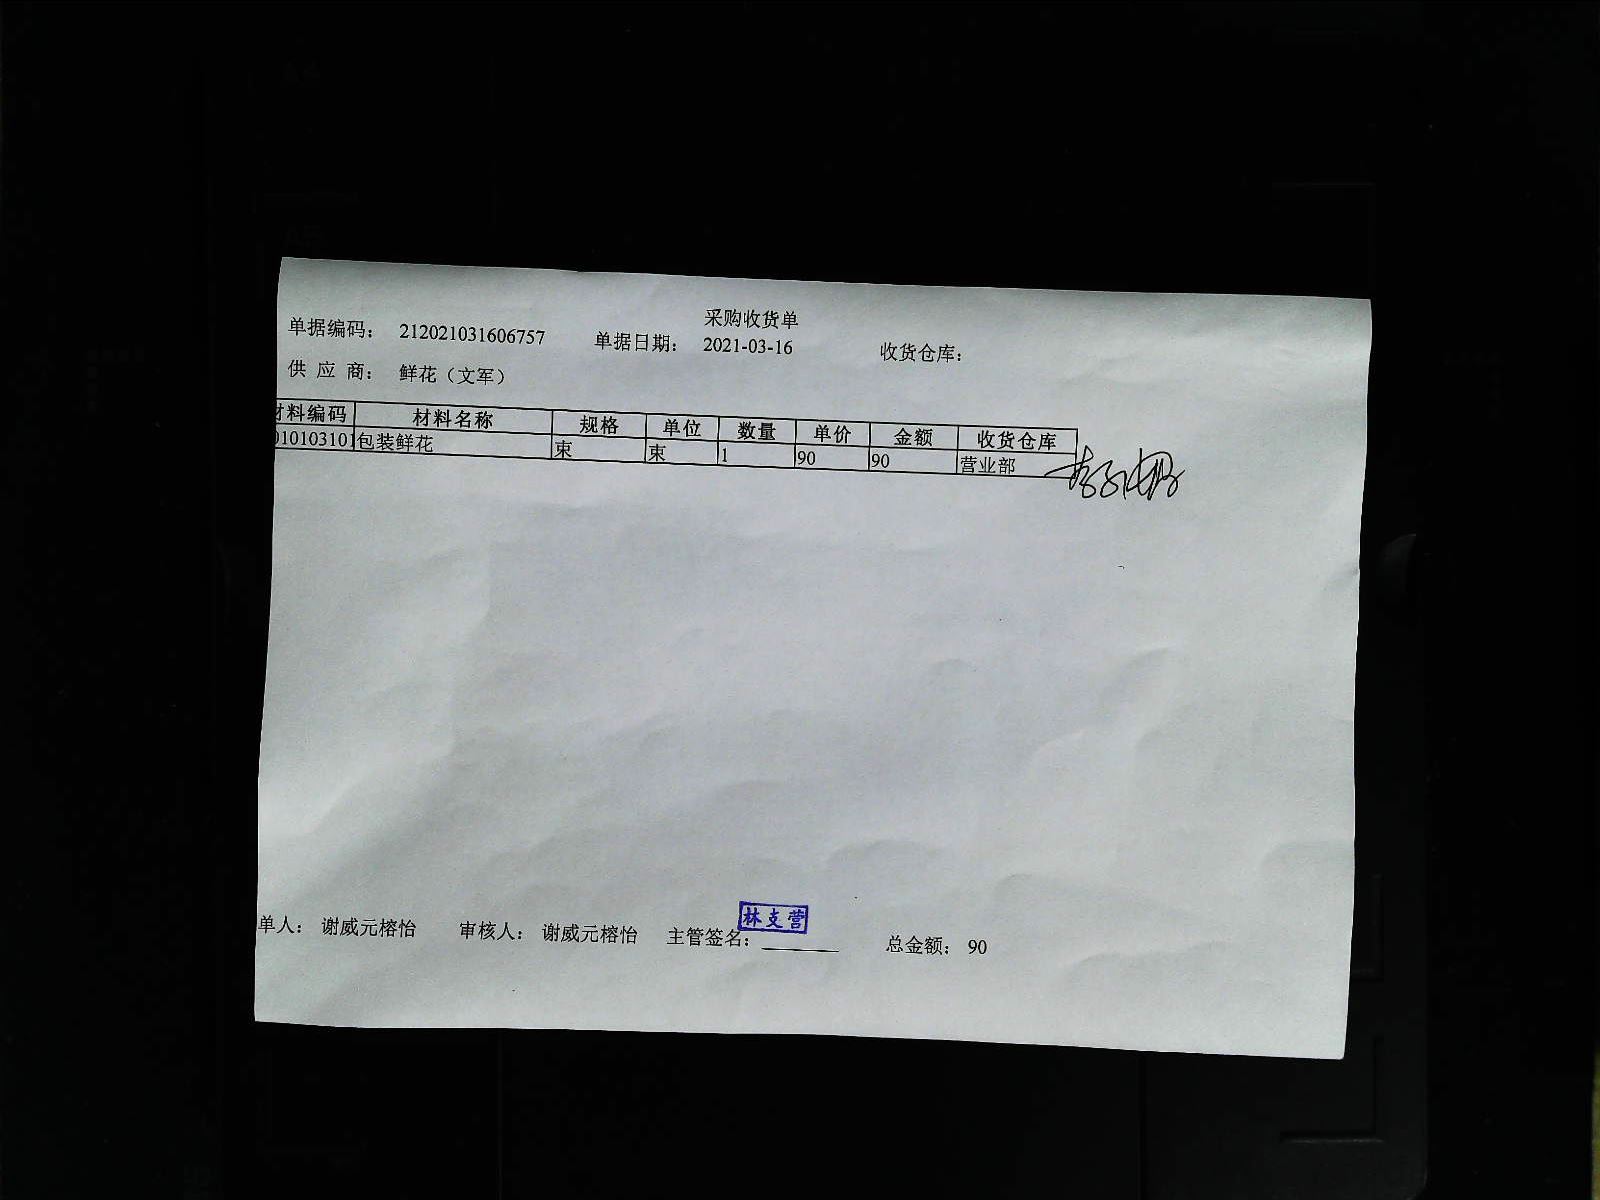 采购收货单
单据编码： 212021031606757 单据日期： 2021-03-16 收货仓库：
供 应 商： 鲜花（文军）
材料编码 材料名称 规格 单位 数量 单价 金额 收货仓库
010103101 包装鲜花 束 束 1 90 90 营业部
单人： 谢威元榕怡 审核人： 谢威元榕怡 主管签名： 林支营 总金额： 90